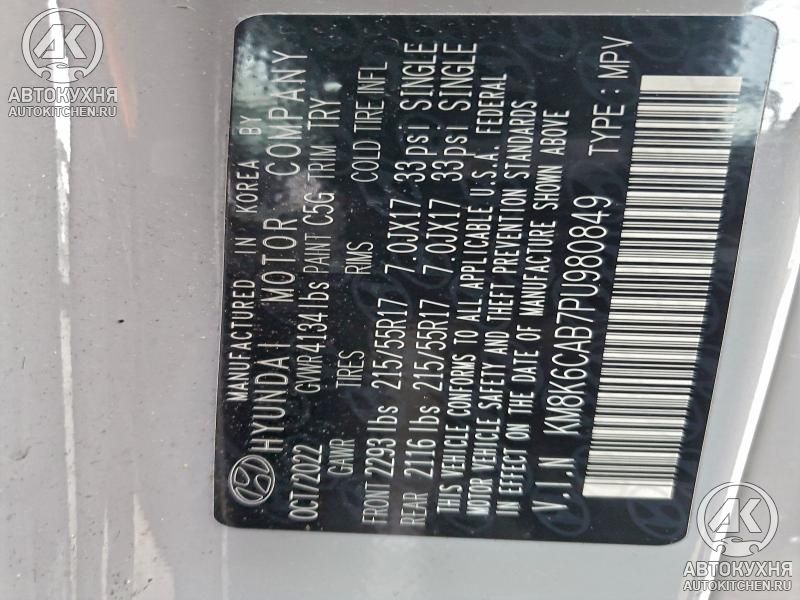 MANUFACTURED IN KOREA BY
HYUNDAI MOTOR COMPANY
OCT/2022 GWR4134lbs PAINT C5G TRIM TRY
GAWR TIRES RIMS COLD TIRE INFL
FRONT 2293 lbs 215/55R17 7.0JX17 33psi SINGLE
REAR 2116 lbs 215/55R17 7.0JX17 33psi SINGLE
THIS VEHICLE CONFORMS TO ALL APPLICABLE U.S.A. FEDERAL
MOTOR VEHICLE SAFETY AND THEFT PREVENTION STANDARDS
IN EFFECT ON THE DATE OF MANUFACTURE SHOWN ABOVE
V.I.N KM8K6CAB7PU980849 TYPE : MPV
АК
АВТОКУХНЯ
AUTOKITCHEN.RU
АК
АВТОКУХНЯ
AUTOKITCHEN.RU